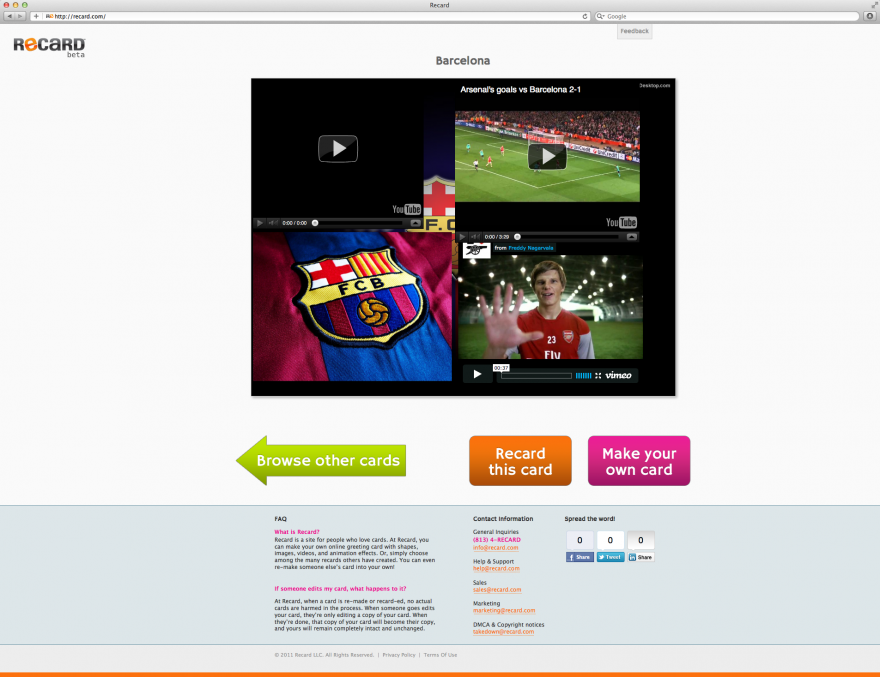 Recard
http://recard.com/
Google
Feedback
RECARD
beta
Barcelona
Arsenal's goals vs Barcelona 2-1
Desktop.com
YouTube
0:00 / 0:00
F.C
YouTube
0:00 / 3:29
from Freddy Nagarvala
FCB
23
Fly
00:37
vimeo
Browse other cards
Recard
this card
Make your
own card
FAQ
What is Recard?
Recard is a site for people who love cards. At Recard, you
can make your own online greeting card with shapes,
images, videos, and animation effects. Or, simply choose
among the many recards others have created. You can even
re-make someone else's card into your own!
If someone edits my card, what happens to it?
At Recard, when a card is re-made or recard-ed, no actual
cards are harmed in the process. When someone goes edits
your card, they're only editing a copy of your card. When
they're done, that copy of your card will become their copy,
and yours will remain completely intact and unchanged.
Contact Information
General Inquiries
(813) 4-RECARD
info@recard.com
Help & Support
help@recard.com
Sales
sales@recard.com
Marketing
marketing@recard.com
DMCA & Copyright notices
takedown@recard.com
Spread the word!
0 0 0
f Share Tweet in Share
© 2011 Recard LLC. All Rights Reserved. | Privacy Policy | Terms Of Use